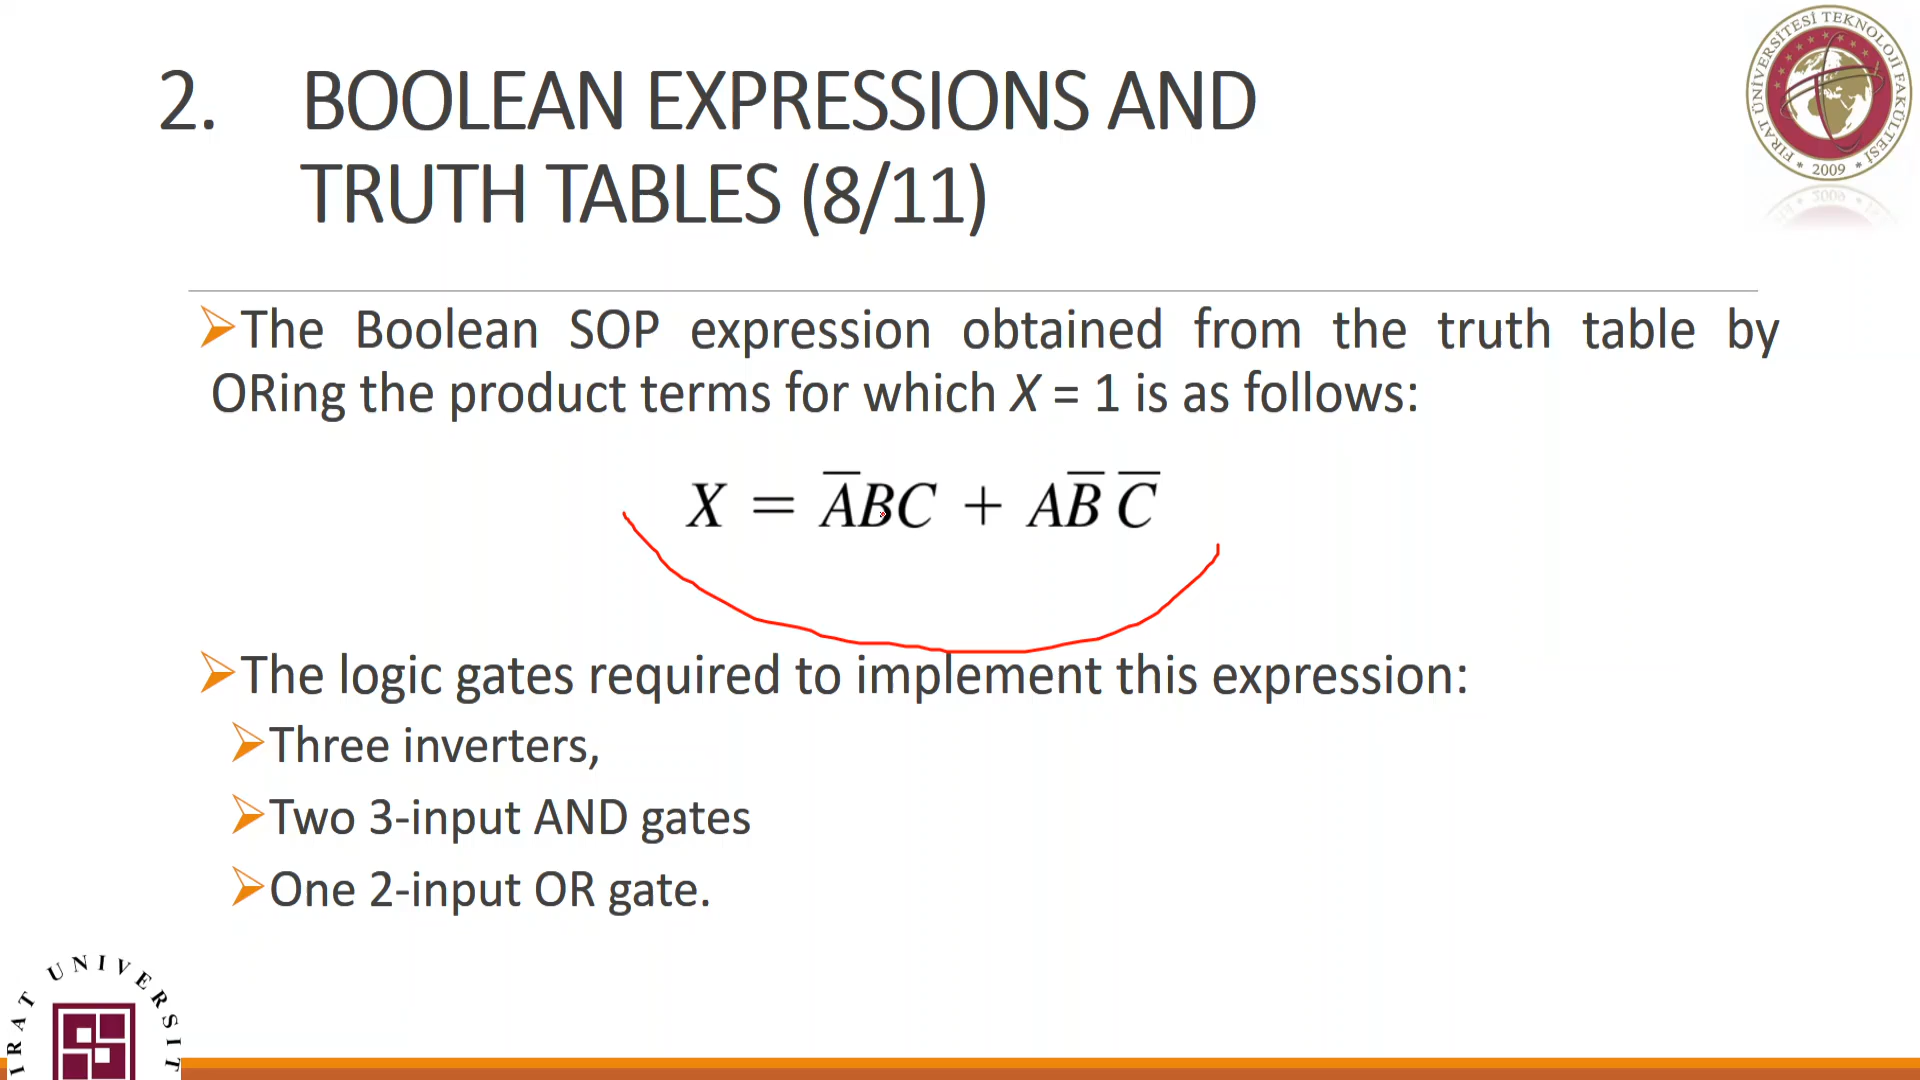 2. BOOLEAN EXPRESSIONS AND
TRUTH TABLES (8/11)
FIRAT ÜNİVERSİTESİ TEKNOLOJİ FAKÜLTESİ * 2009 *
The Boolean SOP expression obtained from the truth table by
ORing the product terms for which X = 1 is as follows:
X = A̅BC + AB̅ C̅
The logic gates required to implement this expression:
Three inverters,
Two 3-input AND gates
One 2-input OR gate.
IRAT UNIVERSIT